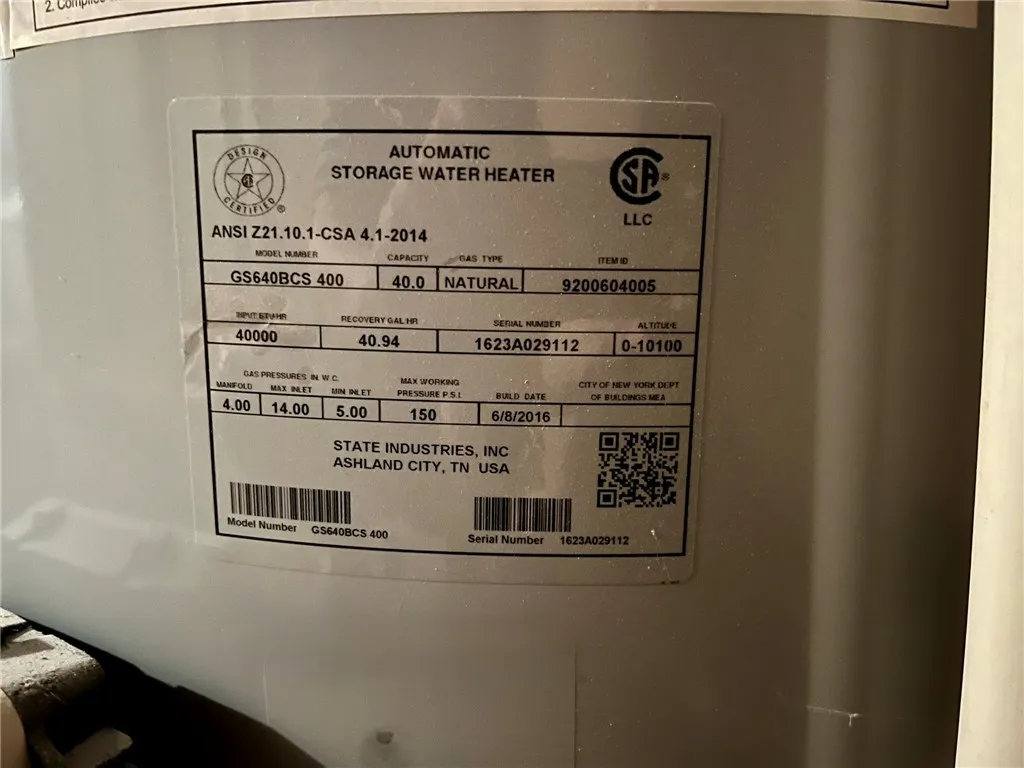 2. Complies
DESIGN CERTIFIED ®
AUTOMATIC
STORAGE WATER HEATER
CSA ®
LLC
ANSI Z21.10.1-CSA 4.1-2014
MODEL NUMBER CAPACITY GAS TYPE ITEM ID
GS640BCS 400 40.0 NATURAL 9200604005
INPUT BTU/HR RECOVERY GAL/HR SERIAL NUMBER ALTITUDE
40000 40.94 1623A029112 0-10100
GAS PRESSURES IN. W.C. MAX WORKING CITY OF NEW YORK DEPT
MANIFOLD MAX INLET MIN INLET PRESSURE P.S.I. BUILD DATE OF BUILDINGS MEA
4.00 14.00 5.00 150 6/8/2016
STATE INDUSTRIES, INC
ASHLAND CITY, TN USA
Model Number GS640BCS 400
Serial Number 1623A029112